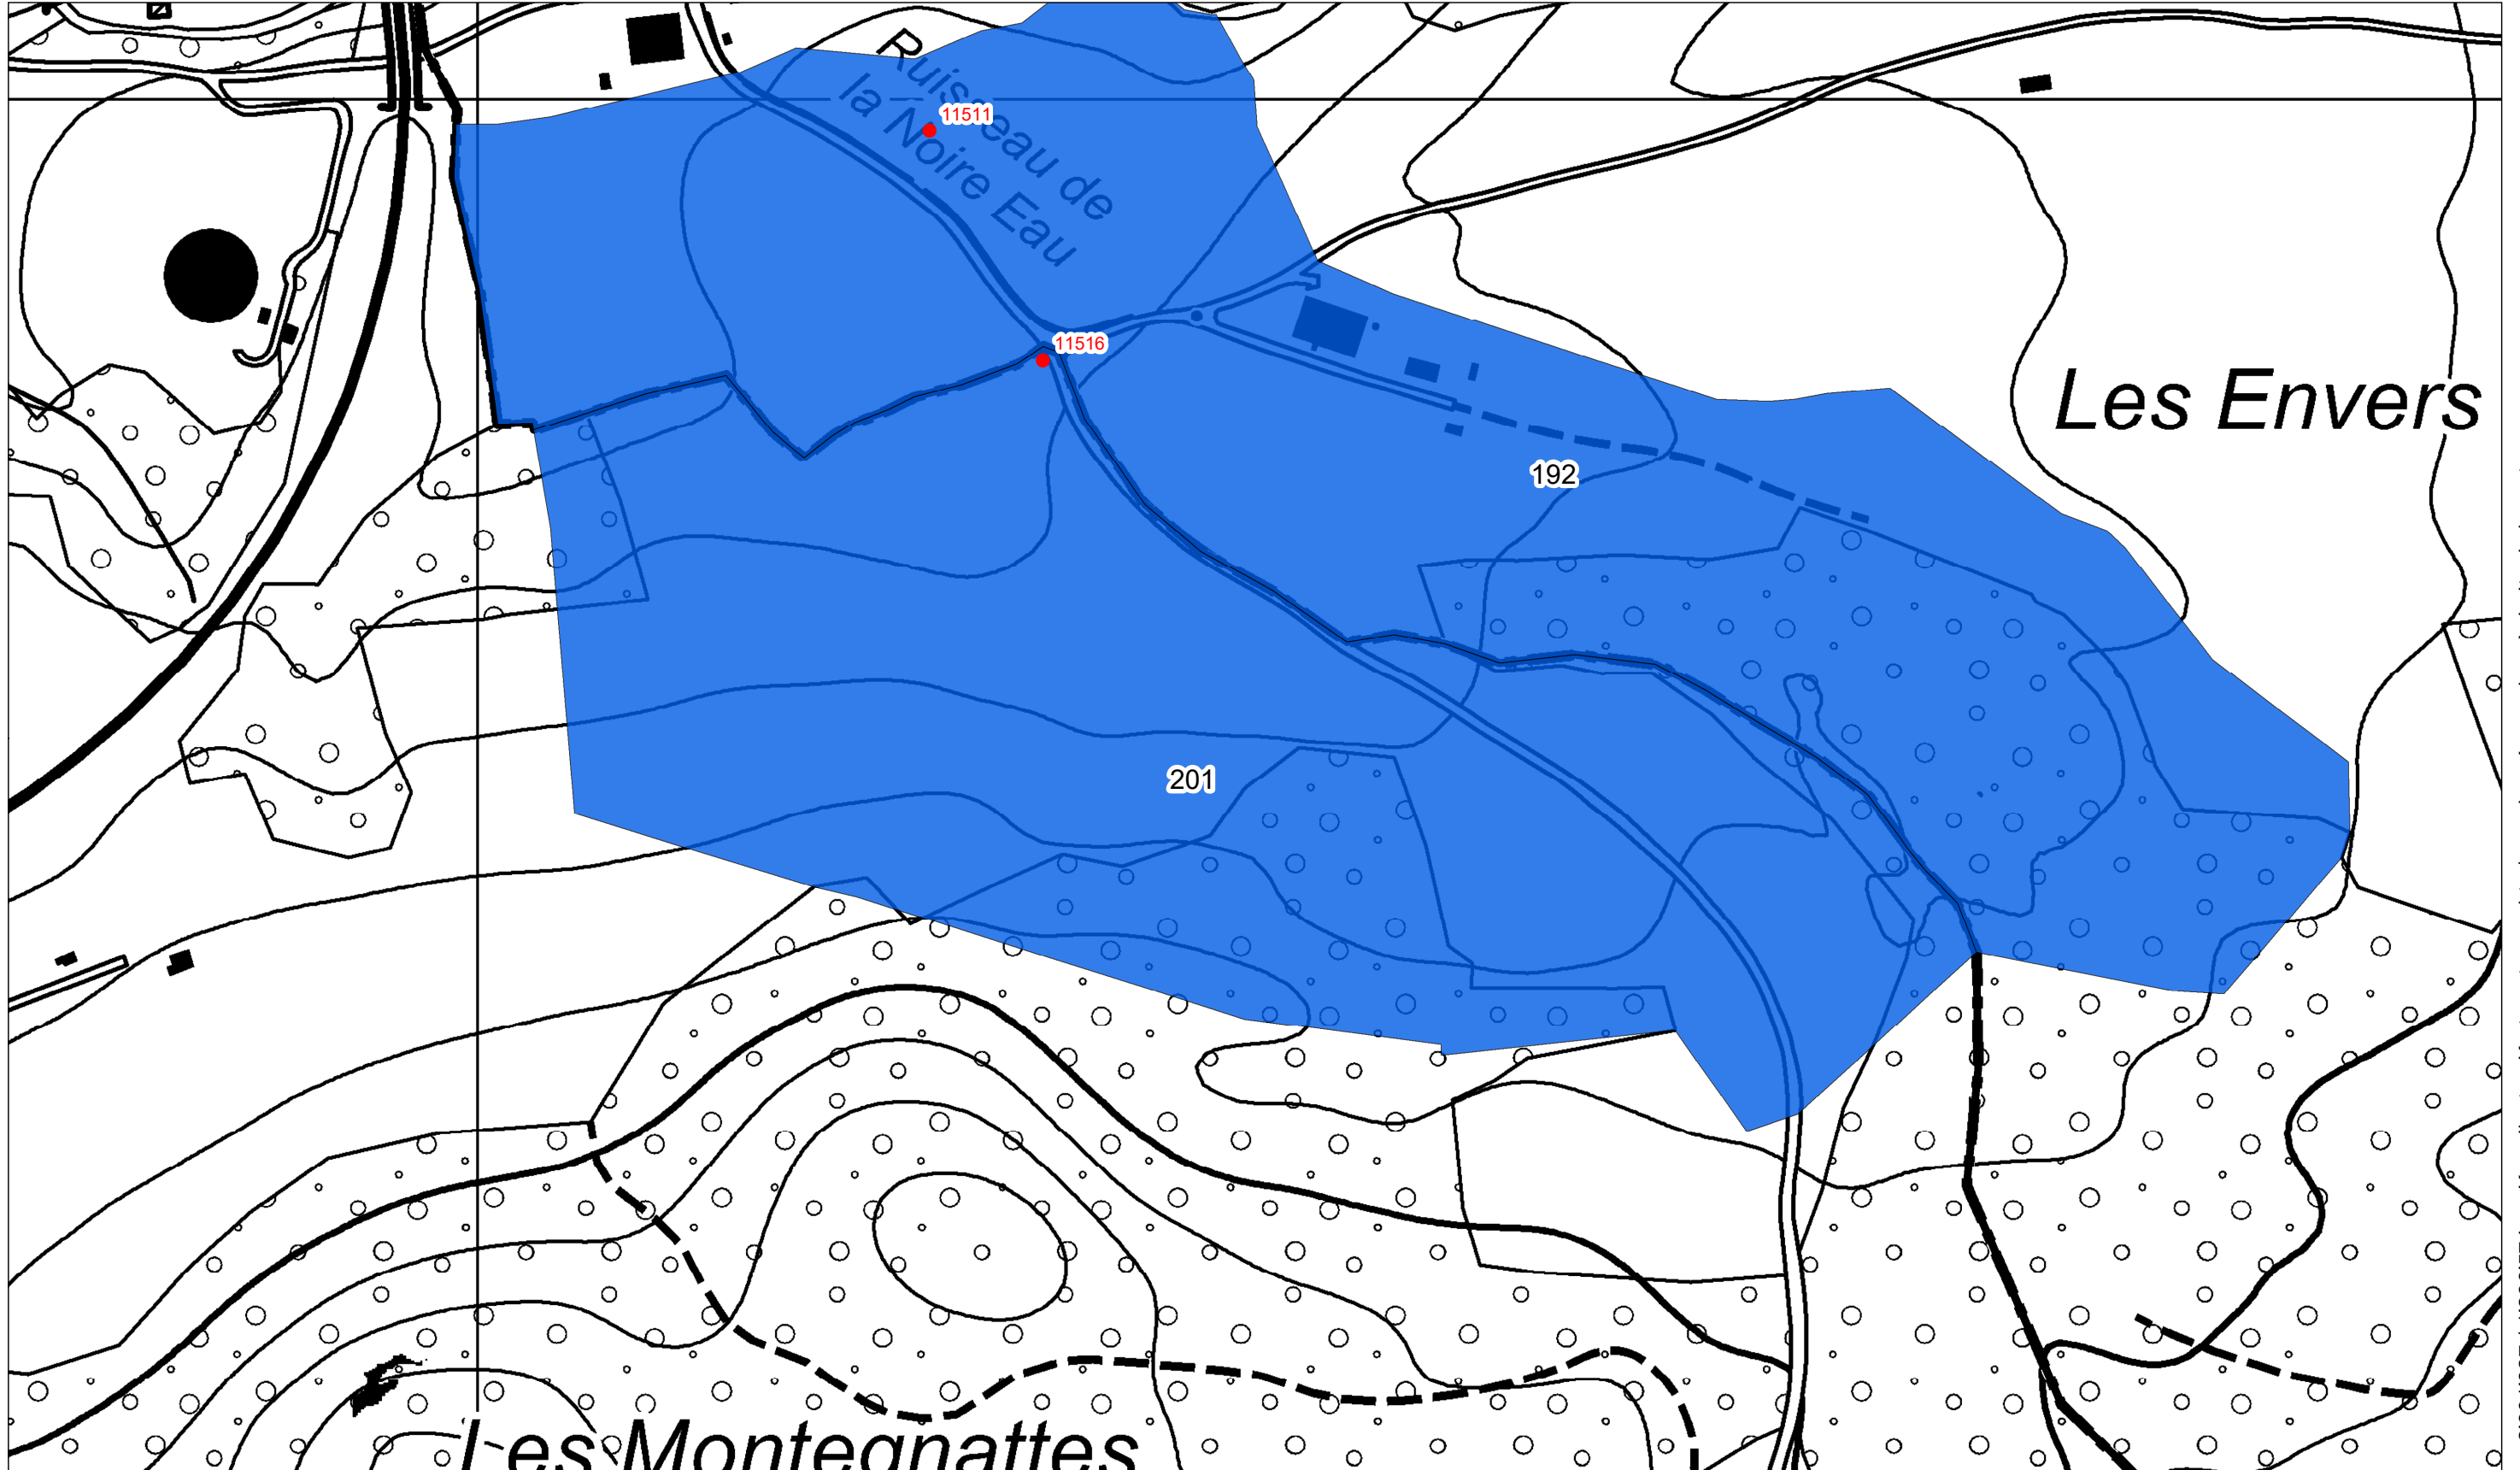 Ruisseau de
la Noire Eau
11511
11516
Les Envers
192
201
Les Montegnattes